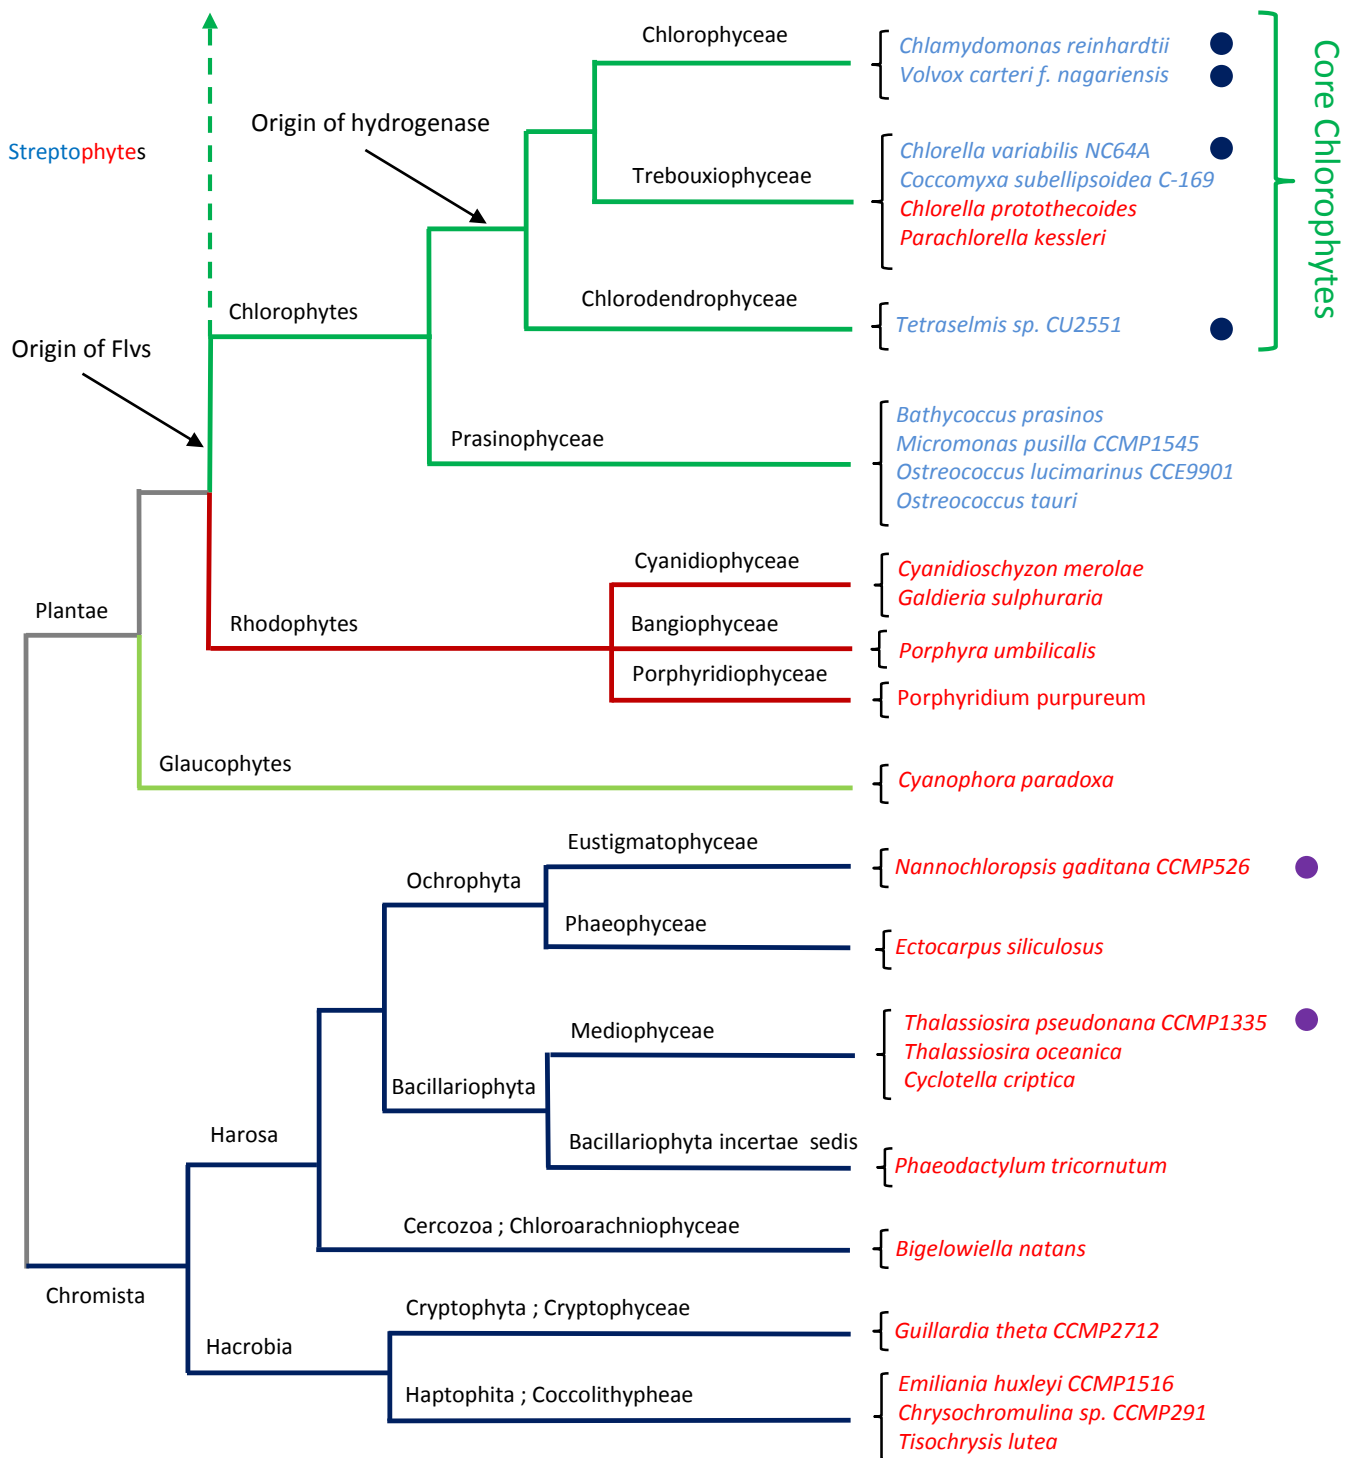 Chlorophyceae
Chlamydomonas reinhardtii
Volvox carteri f. nagariensis
Origin of hydrogenase
Streptophytes
Trebouxiophyceae
Chlorella variabilis NC64A
Coccomyxa subellipsoidea C-169
Chlorella protothecoides
Parachlorella kessleri
Core Chlorophytes
Chlorophytes
Chlorodendrophyceae
Tetraselmis sp. CU2551
Origin of Flvs
Prasinophyceae
Bathycoccus prasinos
Micromonas pusilla CCMP1545
Ostreococcus lucimarinus CCE9901
Ostreococcus tauri
Plantae
Rhodophytes
Cyanidiophyceae
Cyanidioschyzon merolae
Galdieria sulphuraria
Bangiophyceae
Porphyra umbilicalis
Porphyridiophyceae
Porphyridium purpureum
Glaucophytes
Cyanophora paradoxa
Eustigmatophyceae
Nannochloropsis gaditana CCMP526
Ochrophyta
Phaeophyceae
Ectocarpus siliculosus
Mediophyceae
Thalassiosira pseudonana CCMP1335
Thalassiosira oceanica
Cyclotella criptica
Bacillariophyta
Harosa
Bacillariophyta incertae sedis
Phaeodactylum tricornutum
Cercozoa ; Chloroarachniophyceae
Bigelowiella natans
Chromista
Cryptophyta ; Cryptophyceae
Guillardia theta CCMP2712
Hacrobia
Haptophita ; Coccolithypheae
Emiliania huxleyi CCMP1516
Chrysochromulina sp. CCMP291
Tisochrysis lutea